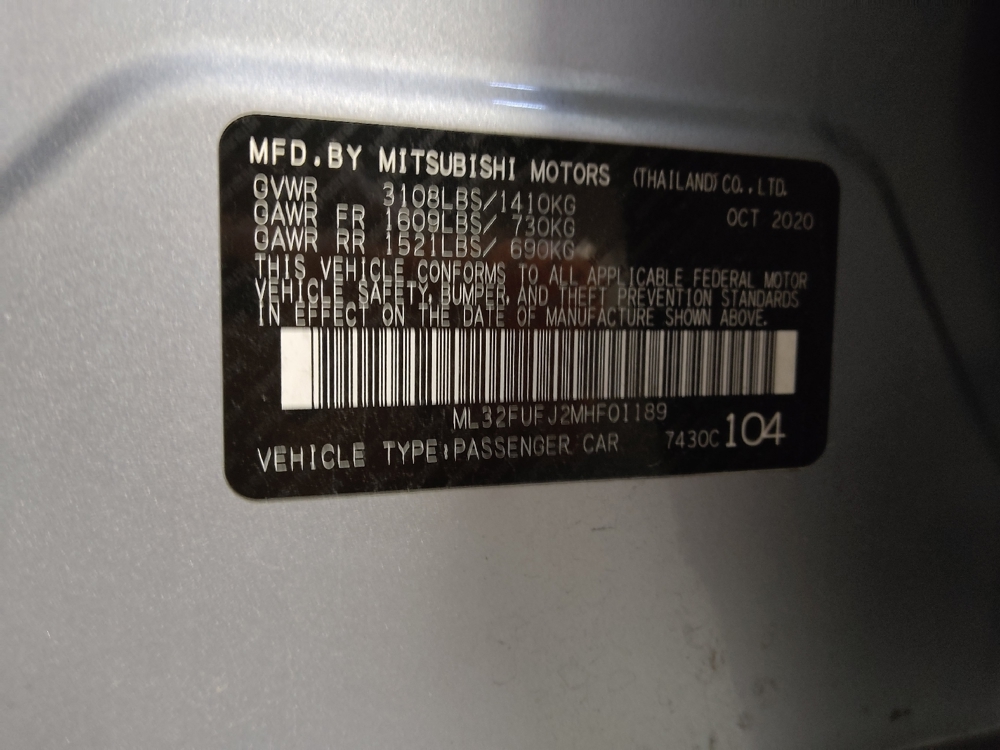 MFD.BY MITSUBISHI MOTORS (THAILAND) CO.,LTD.
GVWR 3108LBS/1410KG OCT 2020
GAWR FR 1609LBS/ 730KG
GAWR RR 1521LBS/ 690KG
THIS VEHICLE CONFORMS TO ALL APPLICABLE FEDERAL MOTOR
VEHICLE SAFETY, BUMPER, AND THEFT PREVENTION STANDARDS
IN EFFECT ON THE DATE OF MANUFACTURE SHOWN ABOVE.
ML32FUFJ2MHF01189
VEHICLE TYPE:PASSENGER CAR 7430C 104